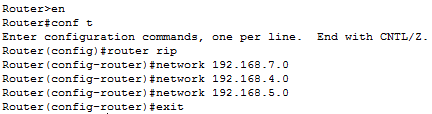 Router>en
Router#conf t
Enter configuration commands, one per line.  End with CNTL/Z.
Router(config)#router rip
Router(config-router)#network 192.168.7.0
Router(config-router)#network 192.168.4.0
Router(config-router)#network 192.168.5.0
Router(config-router)#exit